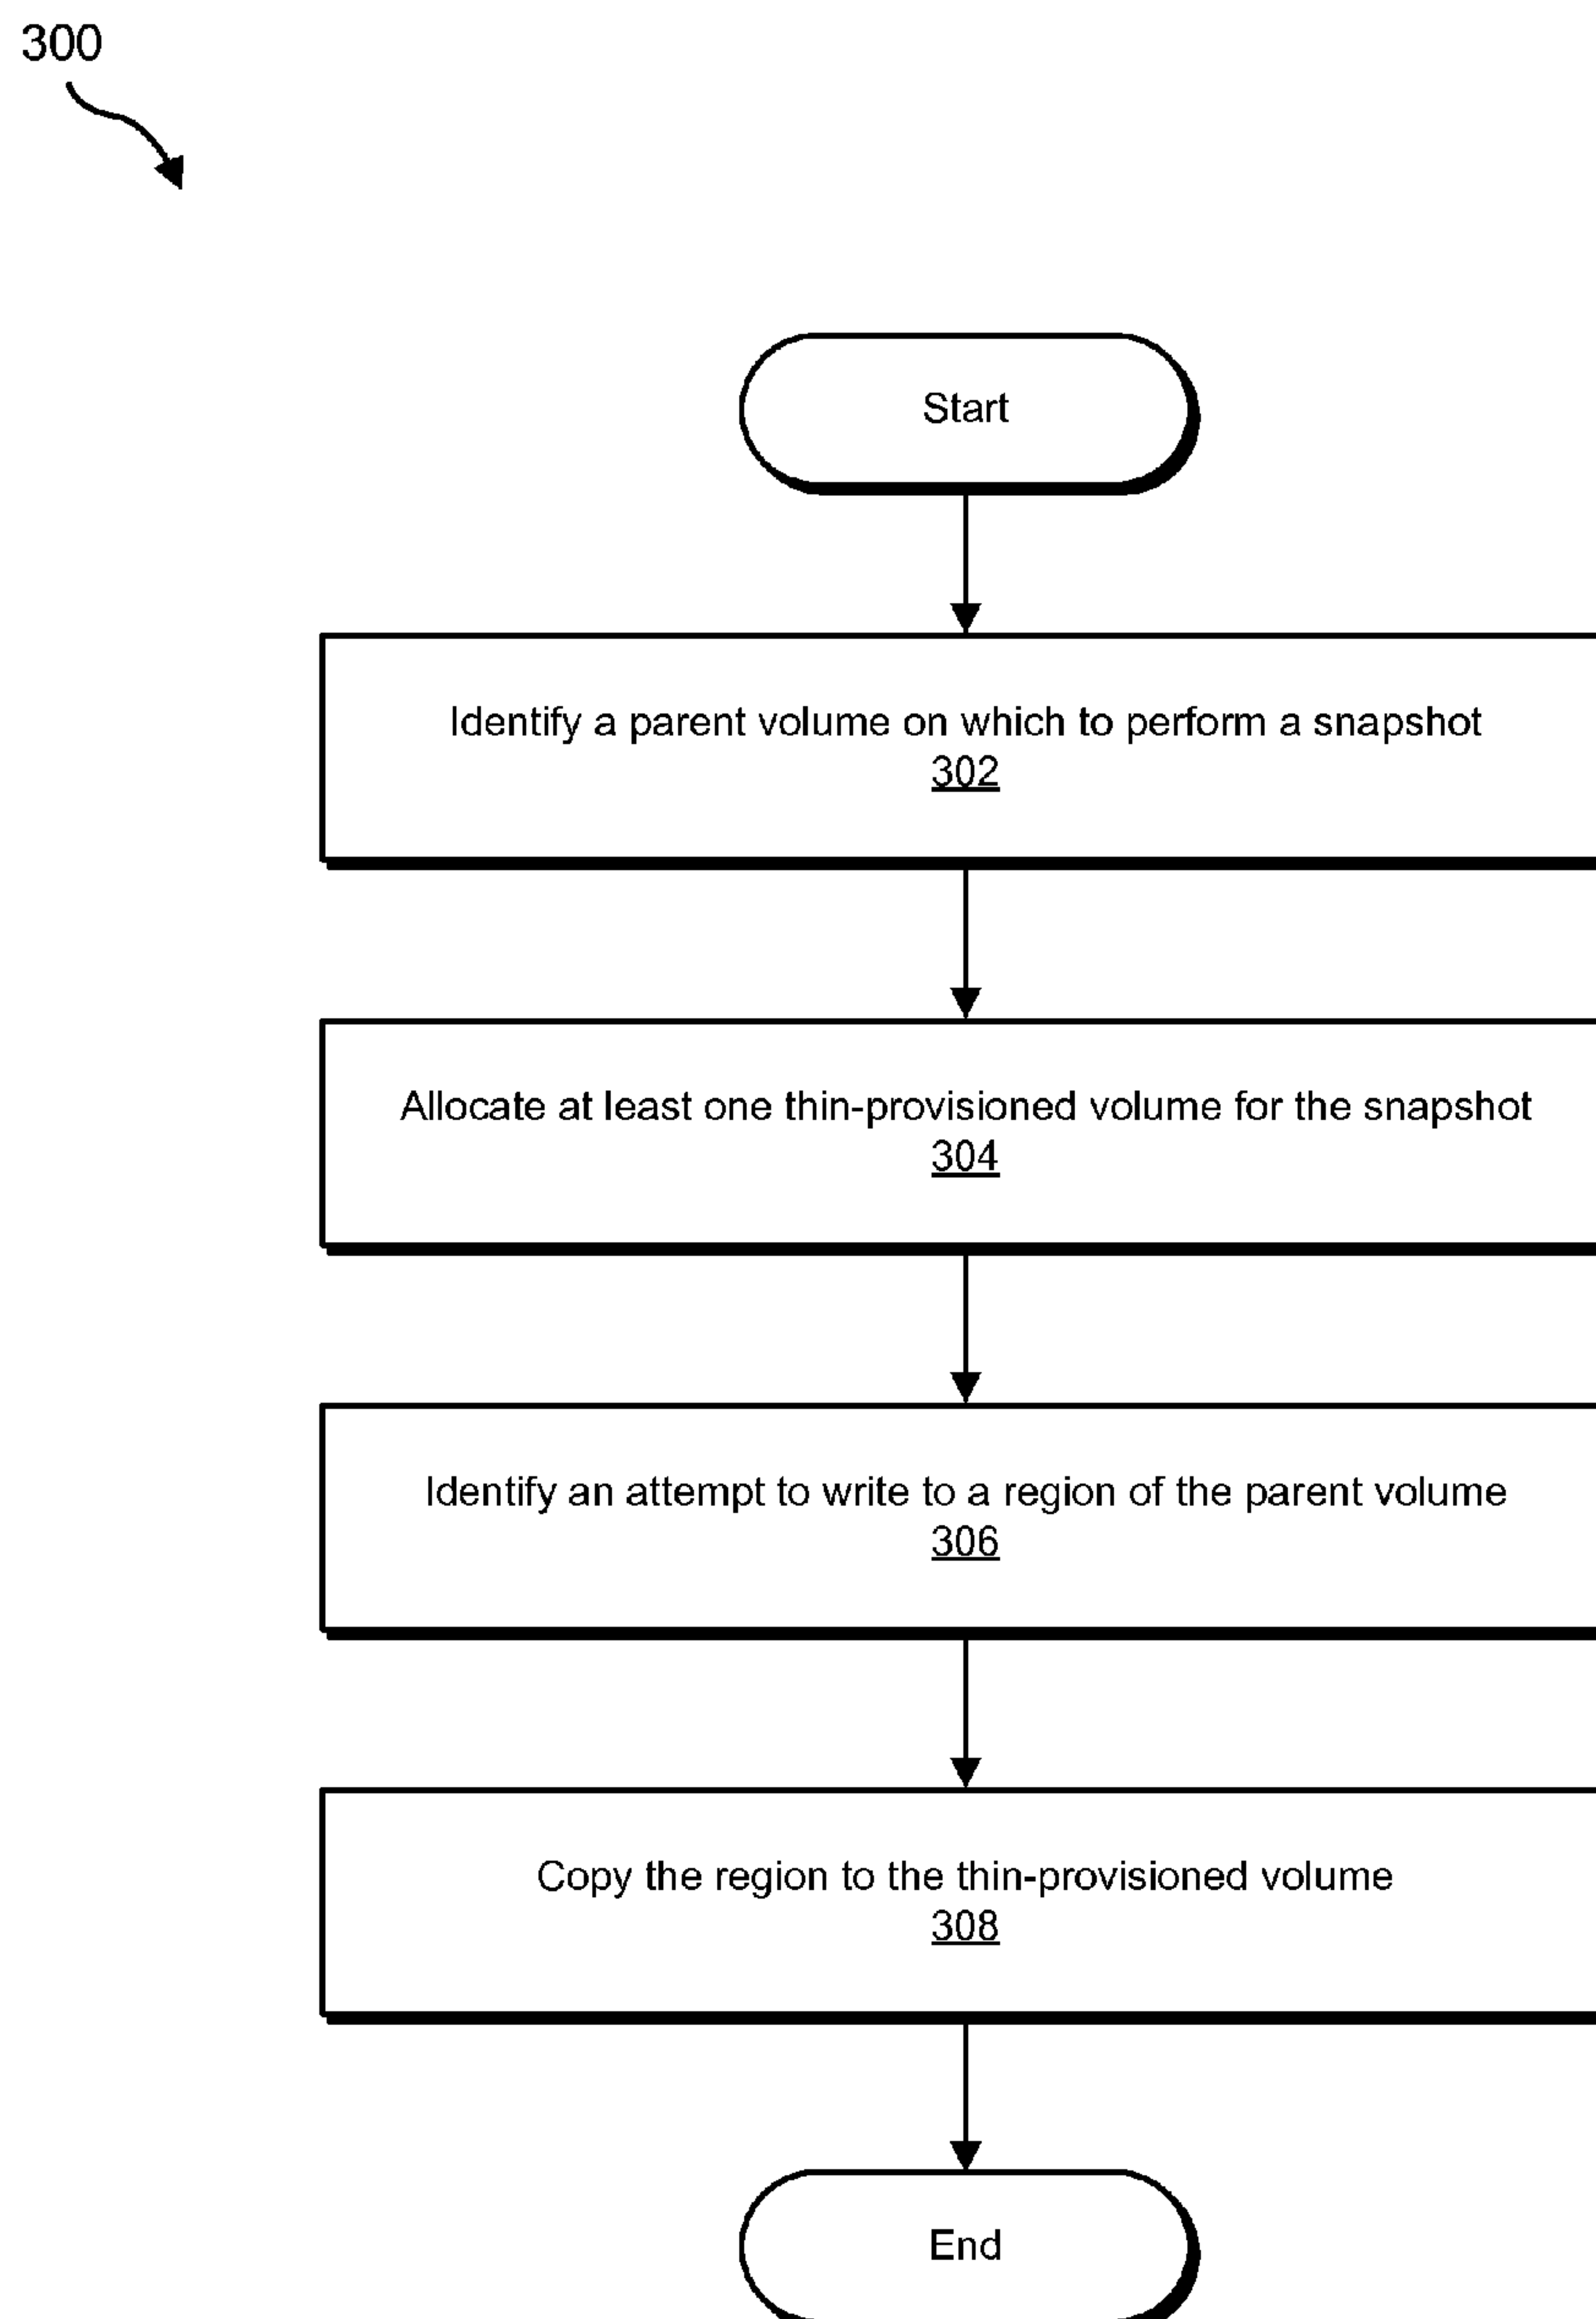 300
Start
Identify a parent volume on which to perform a snapshot
302
Allocate at least one thin-provisioned volume for the snapshot
304
Identify an attempt to write to a region of the parent volume
306
Copy the region to the thin-provisioned volume
308
End